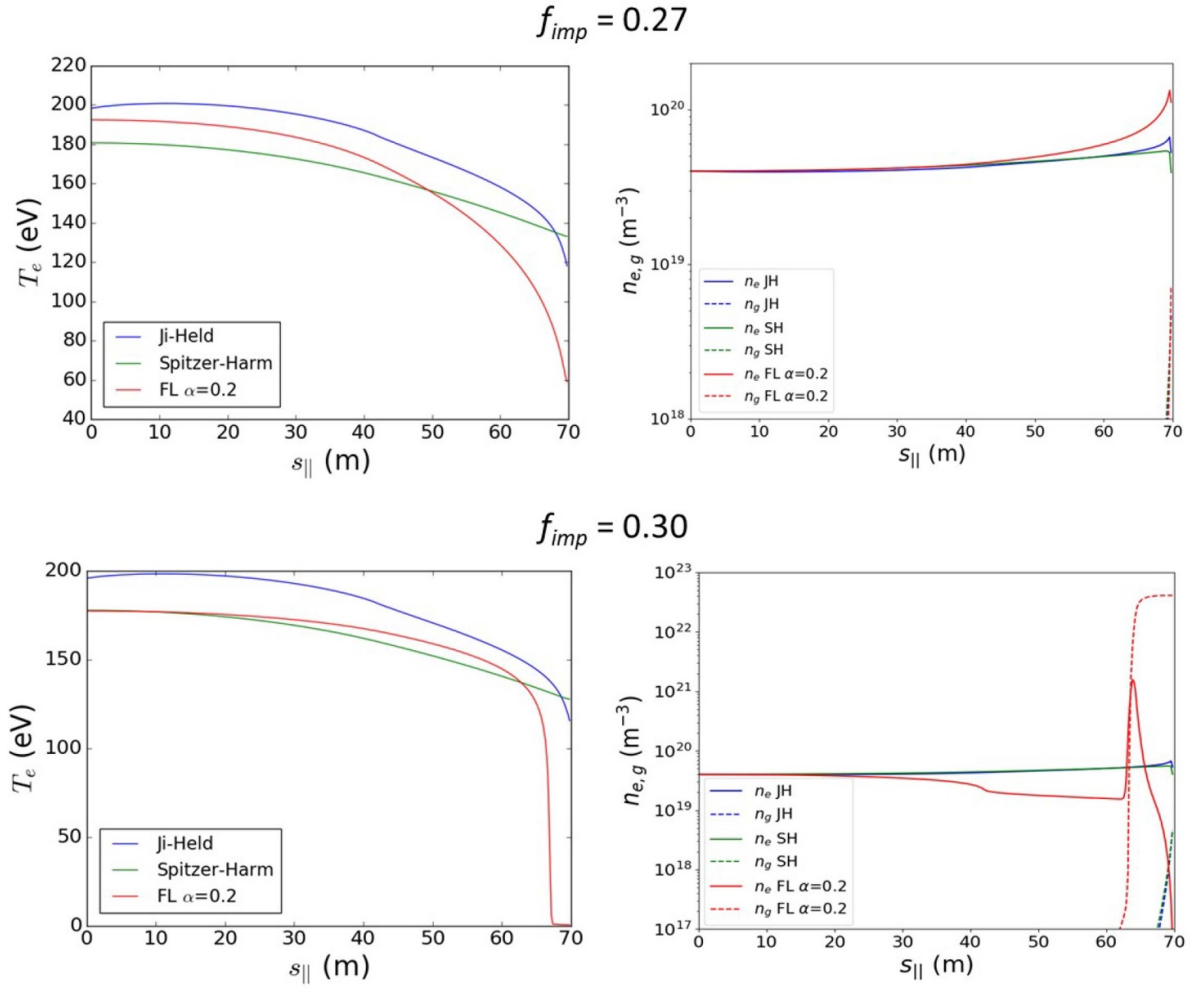 f_imp = 0.27
220
200
180
160
140
120
100
80
60
40
T_e (eV)
Ji-Held
Spitzer-Harm
FL α=0.2
0 10 20 30 40 50 60 70
s_|| (m)
10^20
10^19
10^18
n_e,g (m^−3)
n_e JH
n_g JH
n_e SH
n_g SH
n_e FL α=0.2
n_g FL α=0.2
0 10 20 30 40 50 60 70
s_|| (m)
f_imp = 0.30
200
150
100
50
0
T_e (eV)
Ji-Held
Spitzer-Harm
FL α=0.2
0 10 20 30 40 50 60 70
s_|| (m)
10^23
10^22
10^21
10^20
10^19
10^18
10^17
n_e,g (m^−3)
n_e JH
n_g JH
n_e SH
n_g SH
n_e FL α=0.2
n_g FL α=0.2
0 10 20 30 40 50 60 70
s_|| (m)